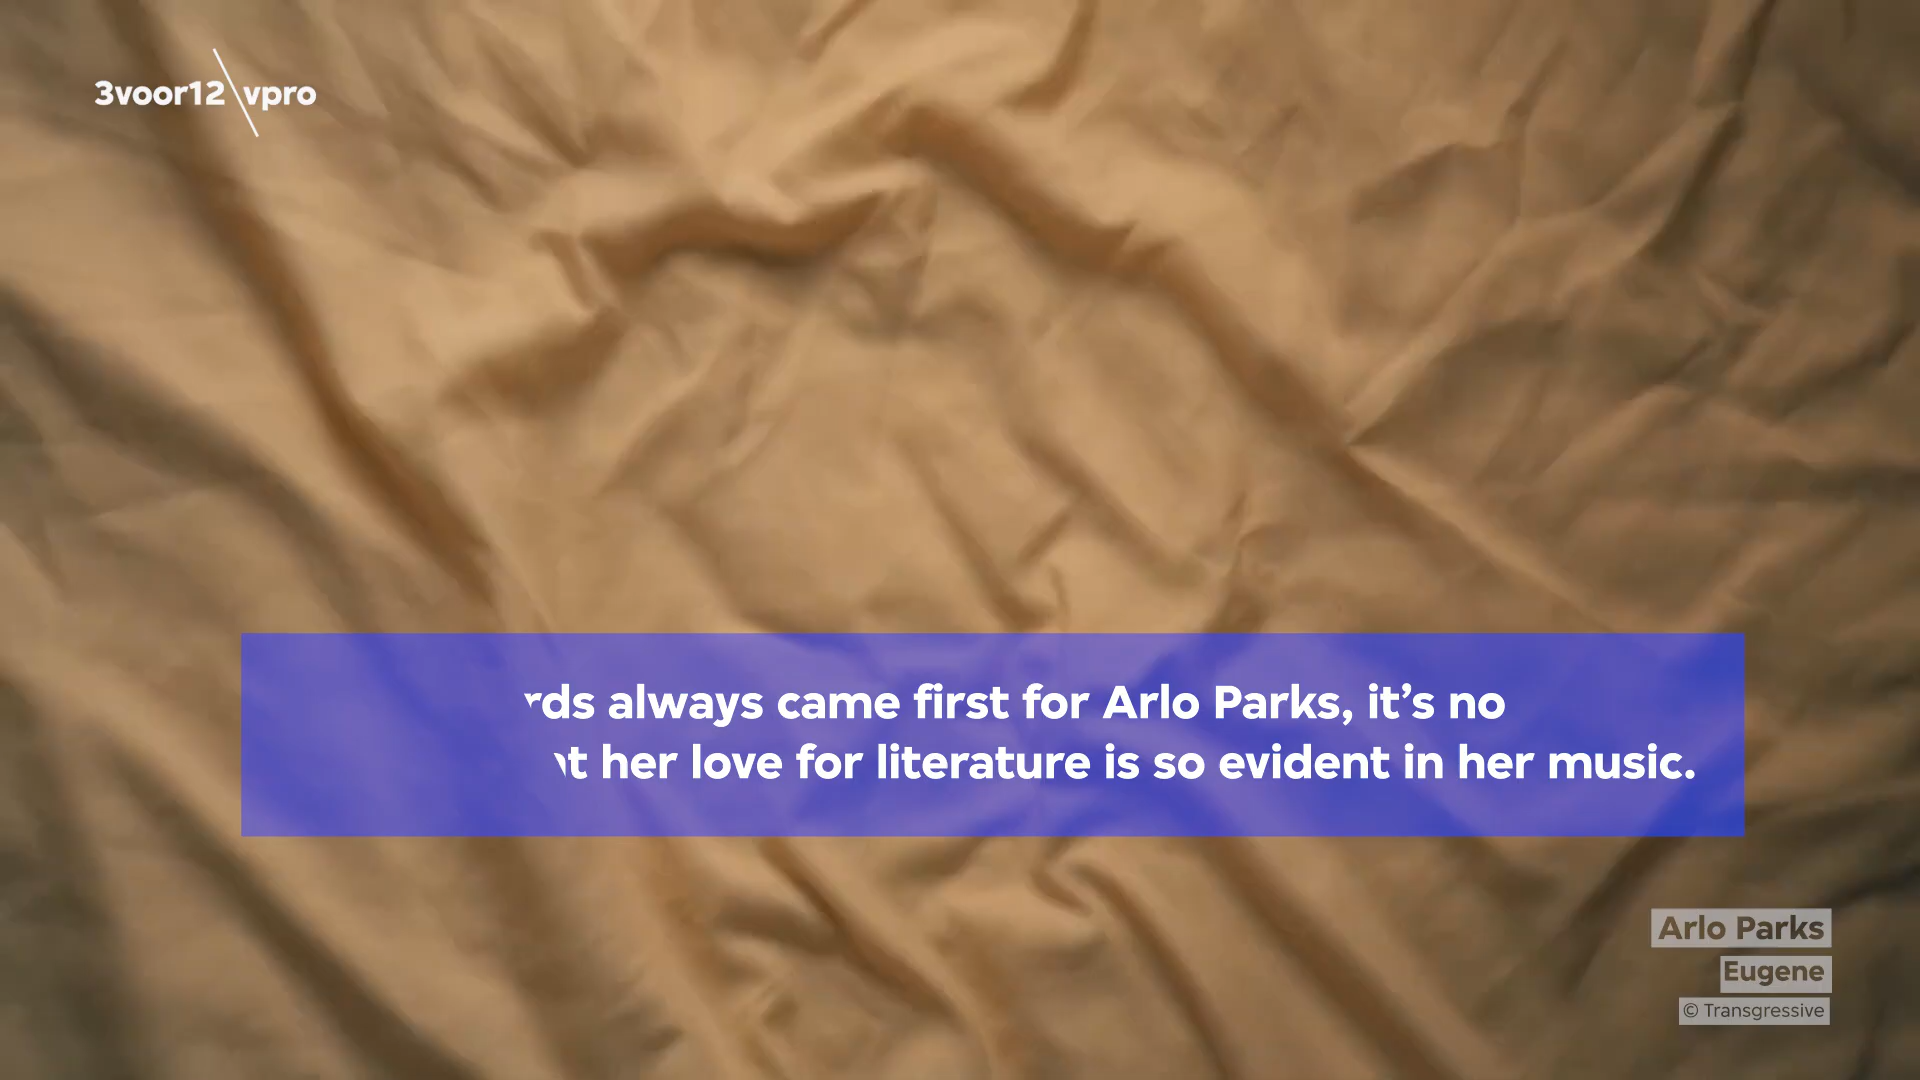 3voor12 vpro
always came first for Arlo Parks, it’s no
her love for literature is so evident in her music.
Arlo Parks
Eugene
© Transgressive